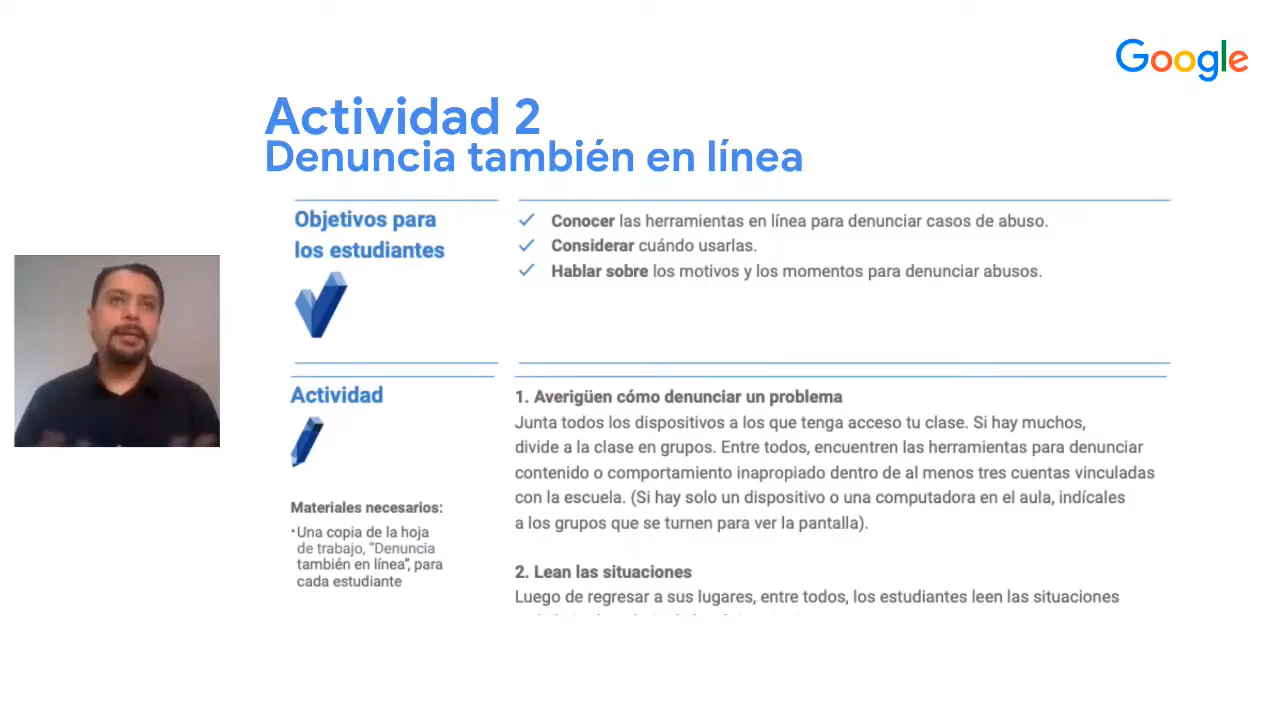 Google
Actividad 2
Denuncia también en línea
Objetivos para
los estudiantes
Conocer las herramientas en línea para denunciar casos de abuso.
Considerar cuándo usarlas.
Hablar sobre los motivos y los momentos para denunciar abusos.
Actividad
Materiales necesarios:
•Una copia de la hoja
de trabajo, "Denuncia
también en línea", para
cada estudiante
1. Averigüen cómo denunciar un problema
Junta todos los dispositivos a los que tenga acceso tu clase. Si hay muchos,
divide a la clase en grupos. Entre todos, encuentren las herramientas para denunciar
contenido o comportamiento inapropiado dentro de al menos tres cuentas vinculadas
con la escuela. (Si hay solo un dispositivo o una computadora en el aula, indícales
a los grupos que se turnen para ver la pantalla).
2. Lean las situaciones
Luego de regresar a sus lugares, entre todos, los estudiantes leen las situaciones